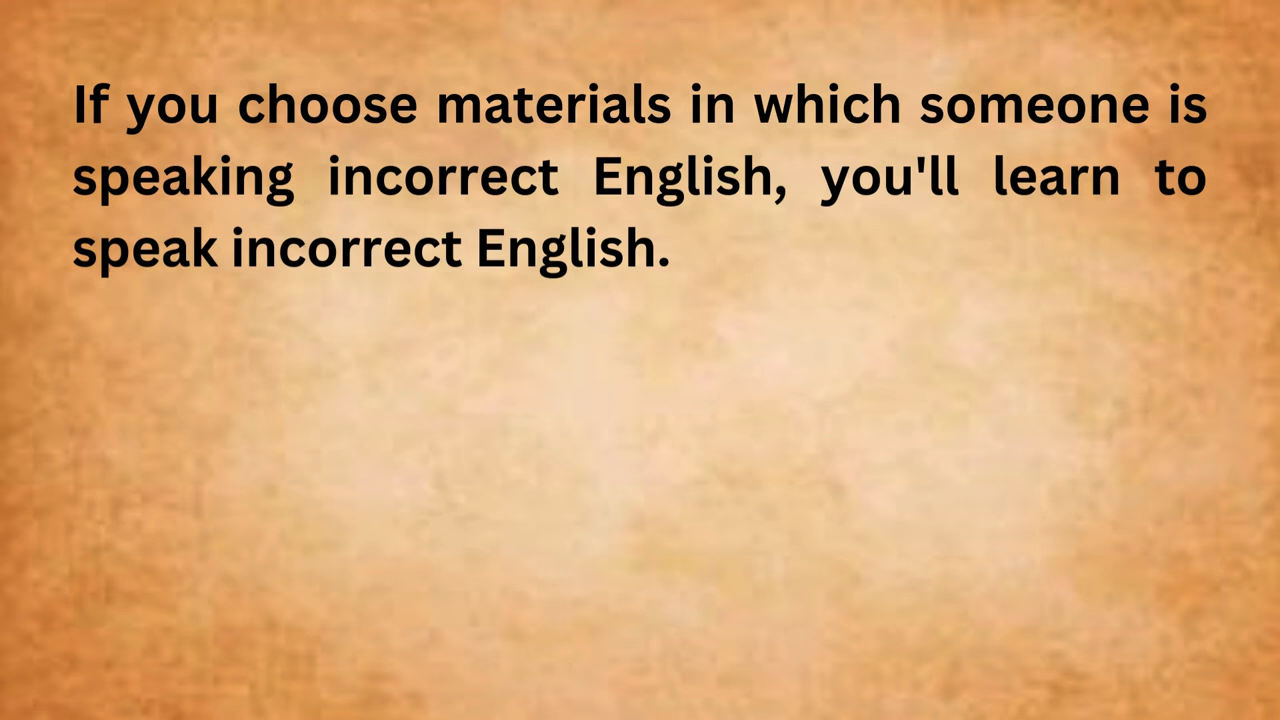 If you choose materials in which someone is
speaking incorrect English, you'll learn to
speak incorrect English.